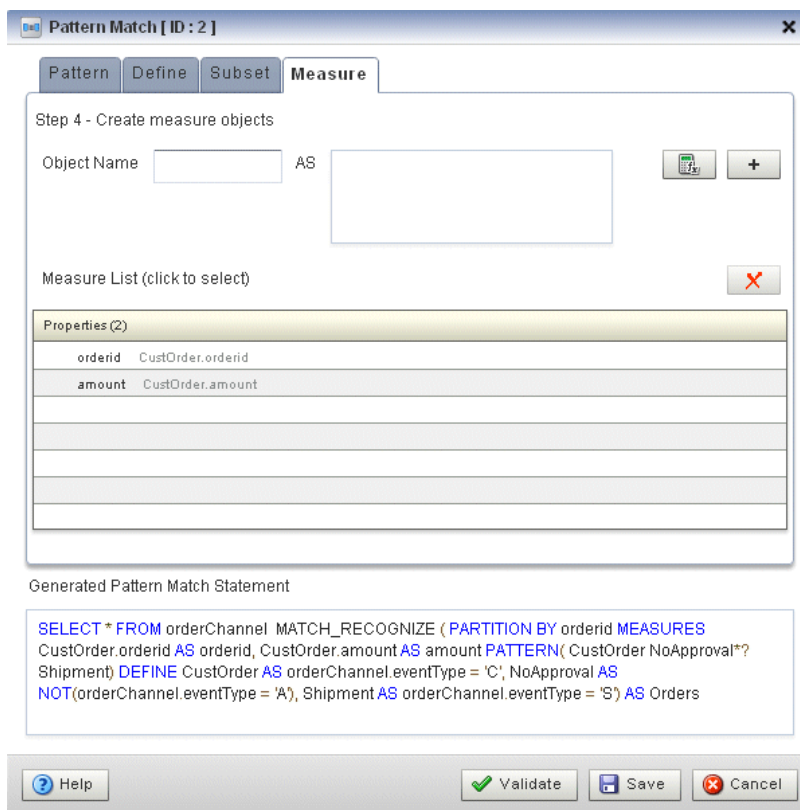 Pattern Match [ ID : 2 ]
Pattern Define Subset Measure
Step 4 - Create measure objects
Object Name AS
+
Measure List (click to select)
Properties (2)
orderid CustOrder.orderid
amount CustOrder.amount
Generated Pattern Match Statement
SELECT * FROM orderChannel MATCH_RECOGNIZE ( PARTITION BY orderid MEASURES
CustOrder.orderid AS orderid, CustOrder.amount AS amount PATTERN( CustOrder NoApproval*?
Shipment) DEFINE CustOrder AS orderChannel.eventType = 'C', NoApproval AS
NOT(orderChannel.eventType = 'A'), Shipment AS orderChannel.eventType = 'S') AS Orders
Help Validate Save Cancel